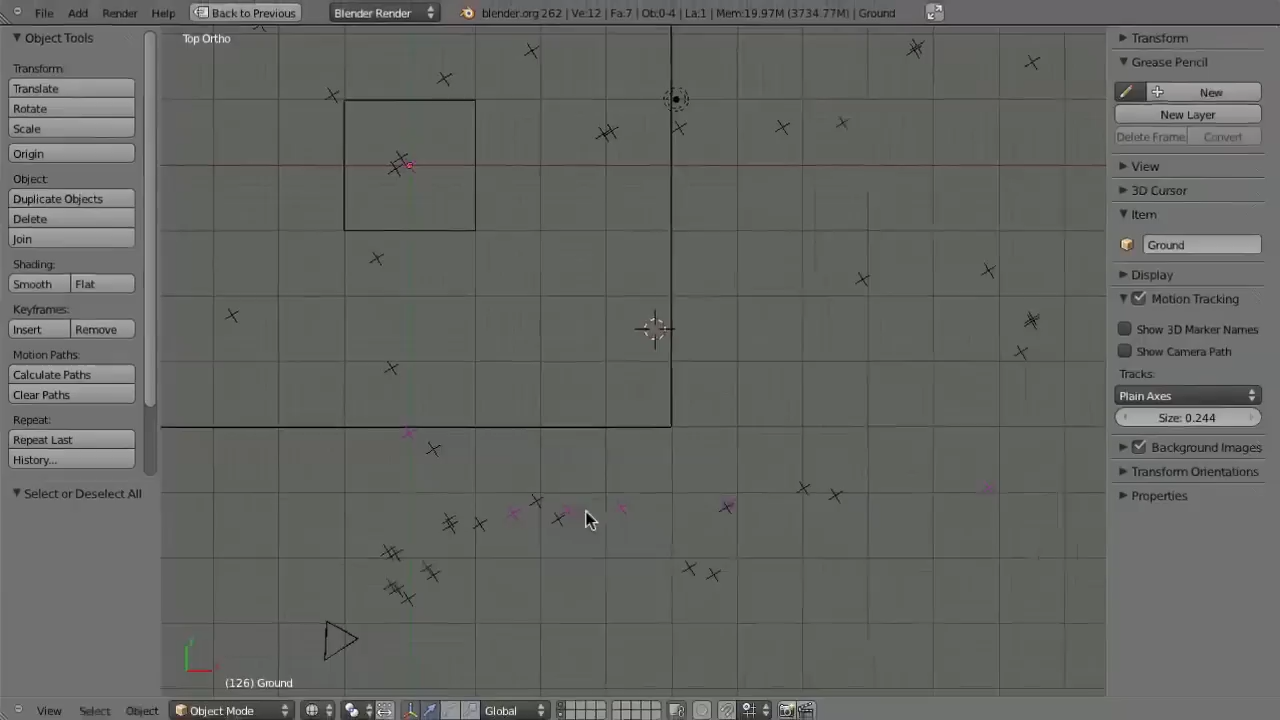 File Add Render Help Back to Previous Blender Render blender.org 262 | Ve:12 | Fa:7 | Ob:0-4 | La:1 | Mem:19.97M (3734.77M) | Ground
Object Tools
Transform:
Translate
Rotate
Scale
Origin
Object:
Duplicate Objects
Delete
Join
Shading:
Smooth Flat
Keyframes:
Insert Remove
Motion Paths:
Calculate Paths
Clear Paths
Repeat:
Repeat Last
History...
Select or Deselect All
Top Ortho
(126) Ground
Transform
Grease Pencil
New
New Layer
Delete Frame Convert
View
3D Cursor
Item
Ground
Display
Motion Tracking
Show 3D Marker Names
Show Camera Path
Tracks:
Plain Axes
Size: 0.244
Background Images
Transform Orientations
Properties
View Select Object Object Mode Global